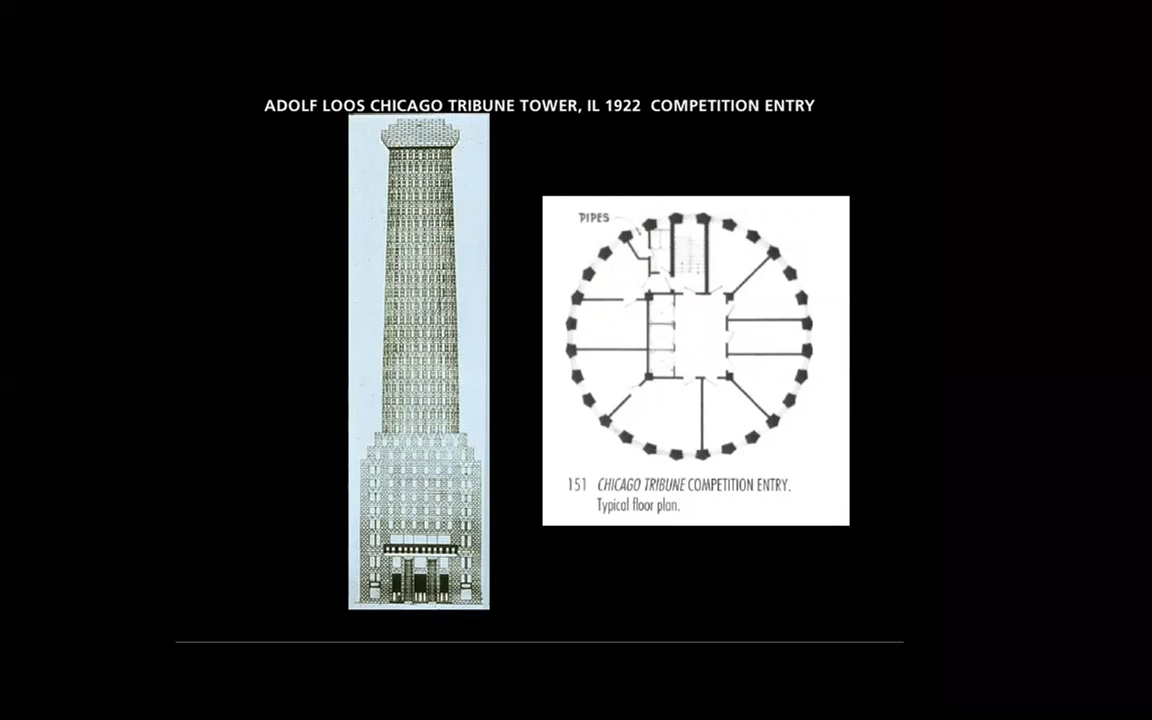 ADOLF LOOS CHICAGO TRIBUNE TOWER, IL 1922 COMPETITION ENTRY
PIPES
151 CHICAGO TRIBUNE COMPETITION ENTRY.
Typical floor plan.